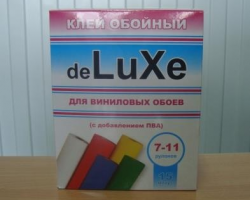 КЛЕЙ ОБОЙНЫЙ
deLuXe
ДЛЯ ВИНИЛОВЫХ ОБОЕВ
(с добавлением ПВА)
7-11
рулонов